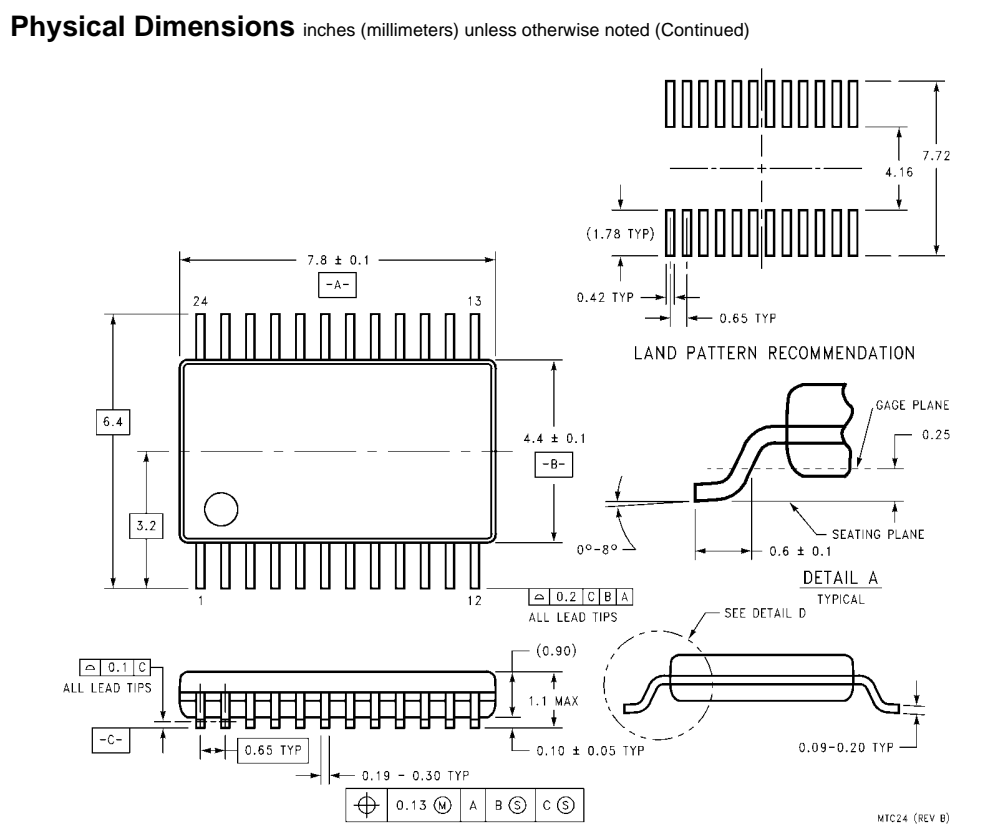 Physical Dimensions inches (millimeters) unless otherwise noted (Continued)
7.72
4.16
(1.78 TYP)
0.42 TYP
0.65 TYP
LAND PATTERN RECOMMENDATION
7.8 ± 0.1
-A-
24
13
6.4
4.4 ± 0.1
-B-
3.2
1
12
⌓ 0.2 C B A
ALL LEAD TIPS
GAGE PLANE
0.25
SEATING PLANE
0°-8°
0.6 ± 0.1
DETAIL A
TYPICAL
SEE DETAIL D
(0.90)
⌓ 0.1 C
ALL LEAD TIPS
1.1 MAX
-C-
0.65 TYP
0.10 ± 0.05 TYP
0.09-0.20 TYP
0.19 - 0.30 TYP
⌖ 0.13 Ⓜ A B Ⓢ C Ⓢ
MTC24 (REV B)